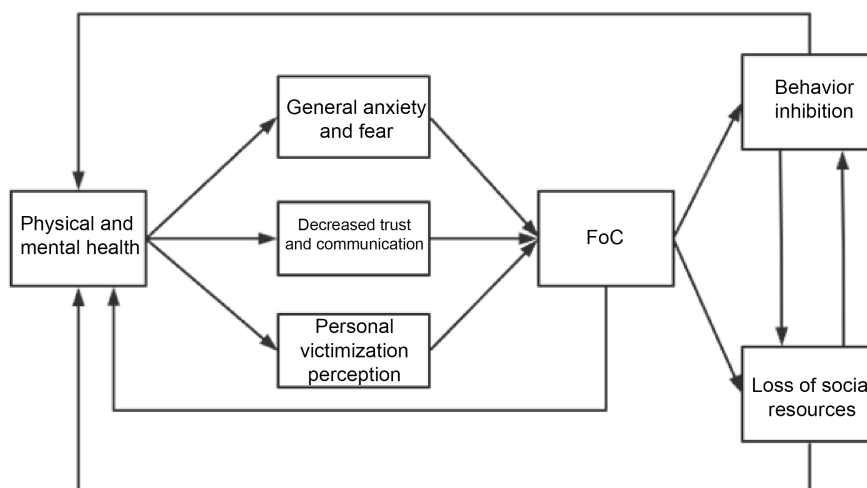 General anxiety
and fear
Behavior
inhibition
Physical and
mental health
Decreased trust
and communication
FoC
Personal
victimization
perception
Loss of social
resources